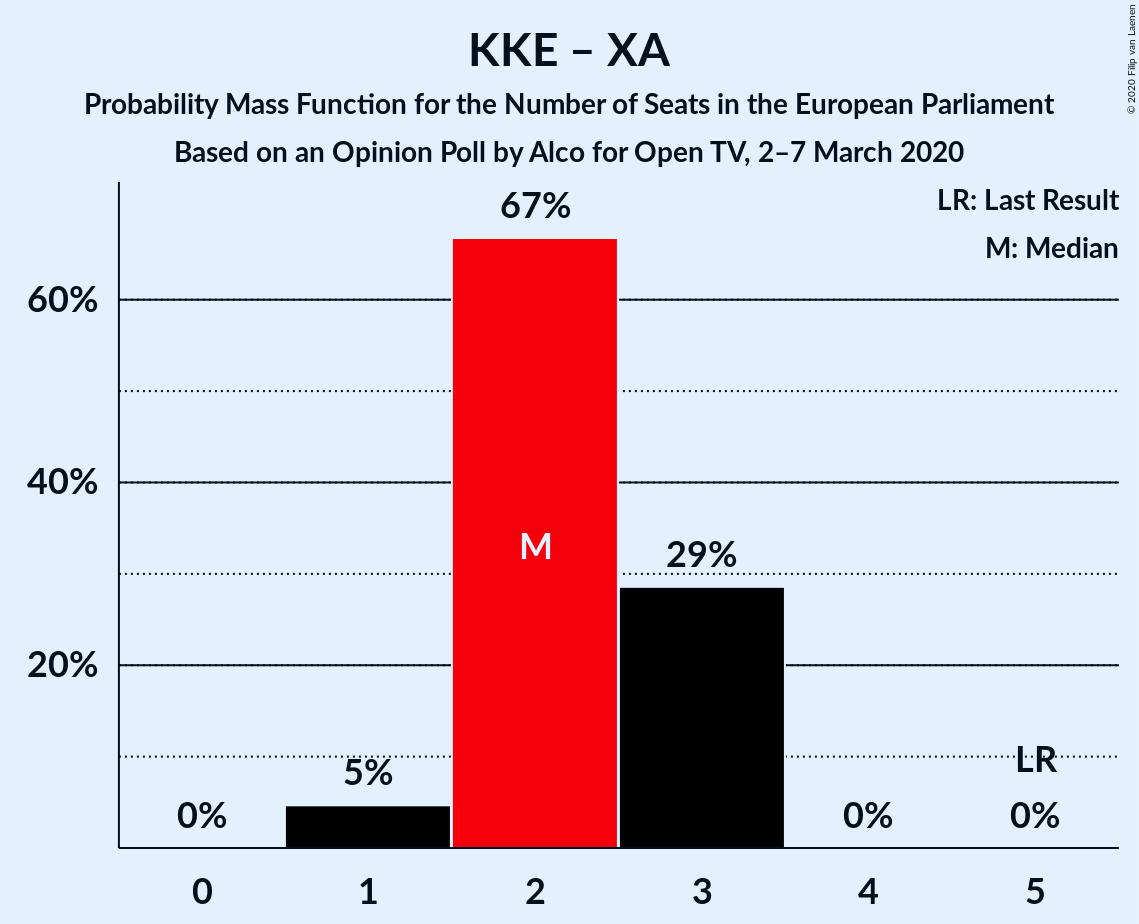 KKE – XA
Probability Mass Function for the Number of Seats in the European Parliament
Based on an Opinion Poll by Alco for Open TV, 2–7 March 2020
© 2020 Filip van Laenen
LR: Last Result
M: Median
67%
60%
40%
M
29%
20%
5%
LR
0%
0%
0%
0 1 2 3 4 5